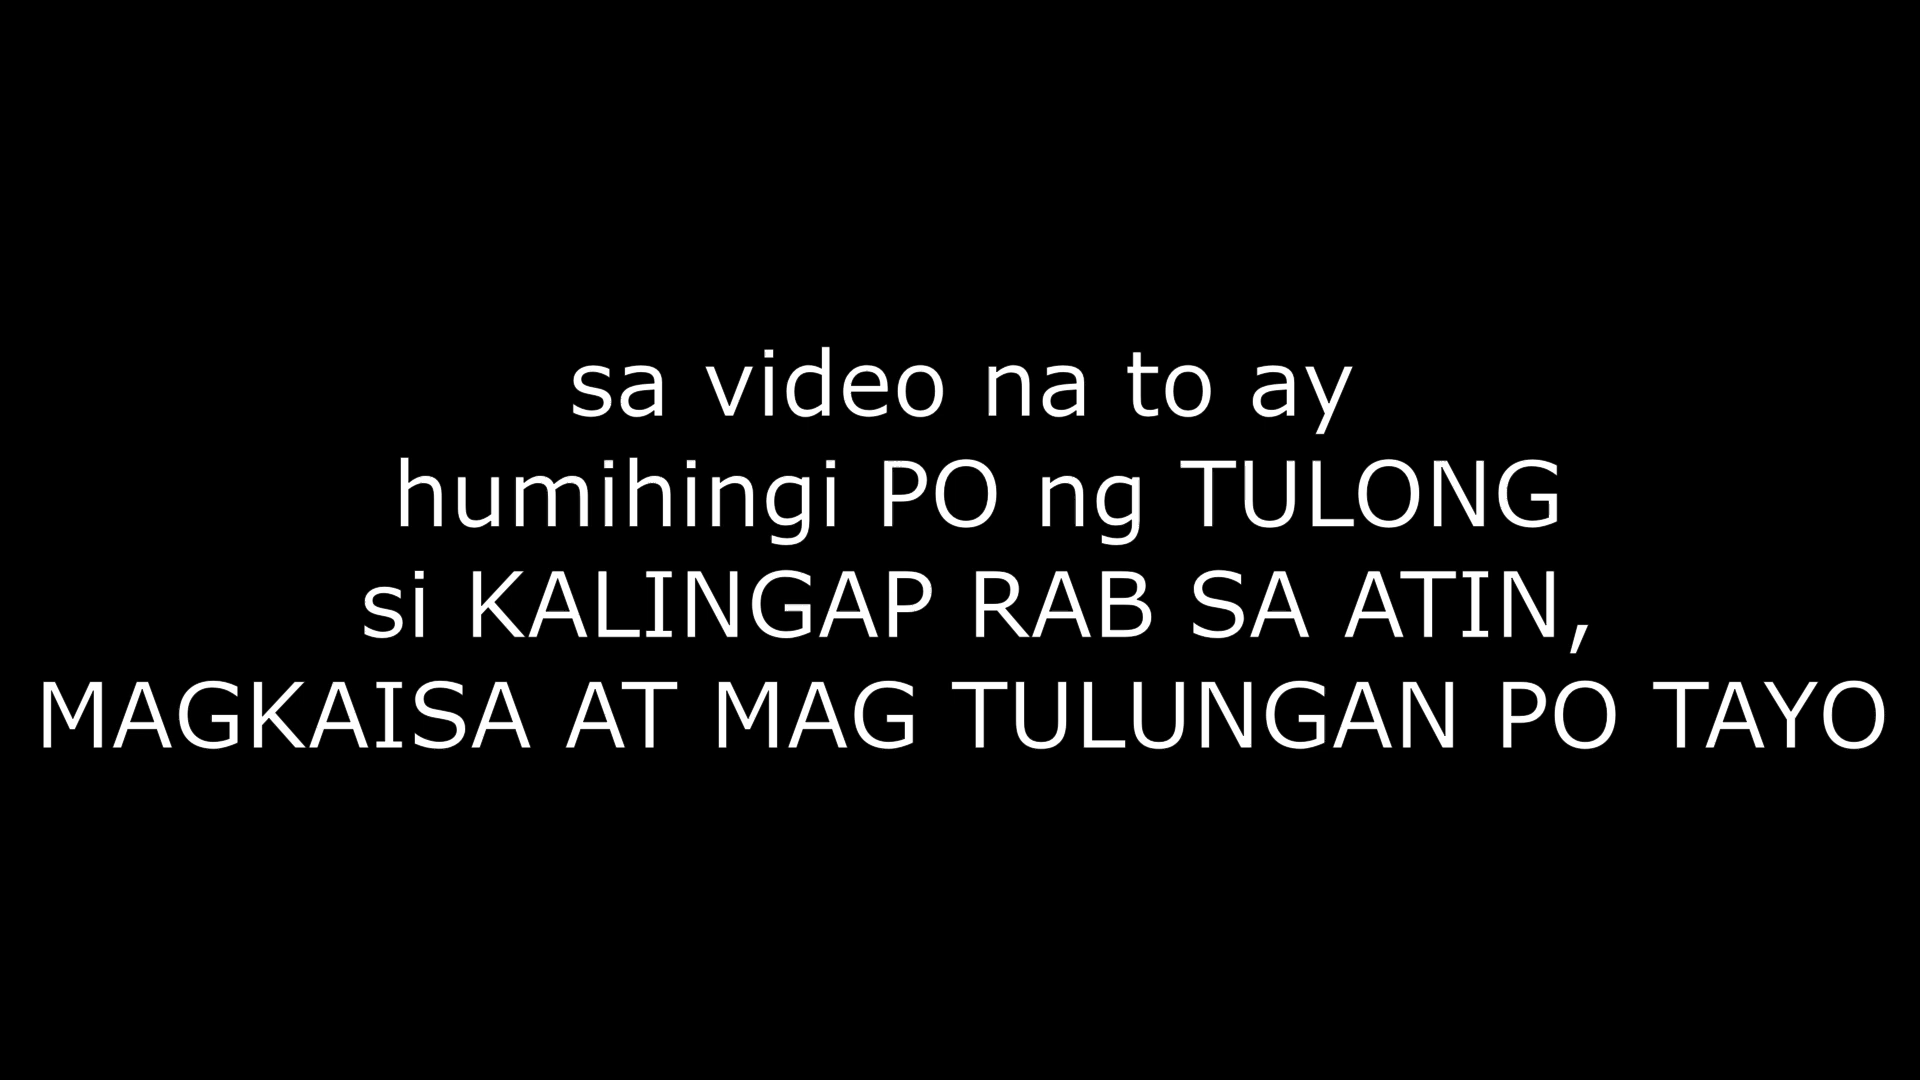 sa video na to ay
humihingi PO ng TULONG
si KALINGAP RAB SA ATIN,
MAGKAISA AT MAG TULUNGAN PO TAYO